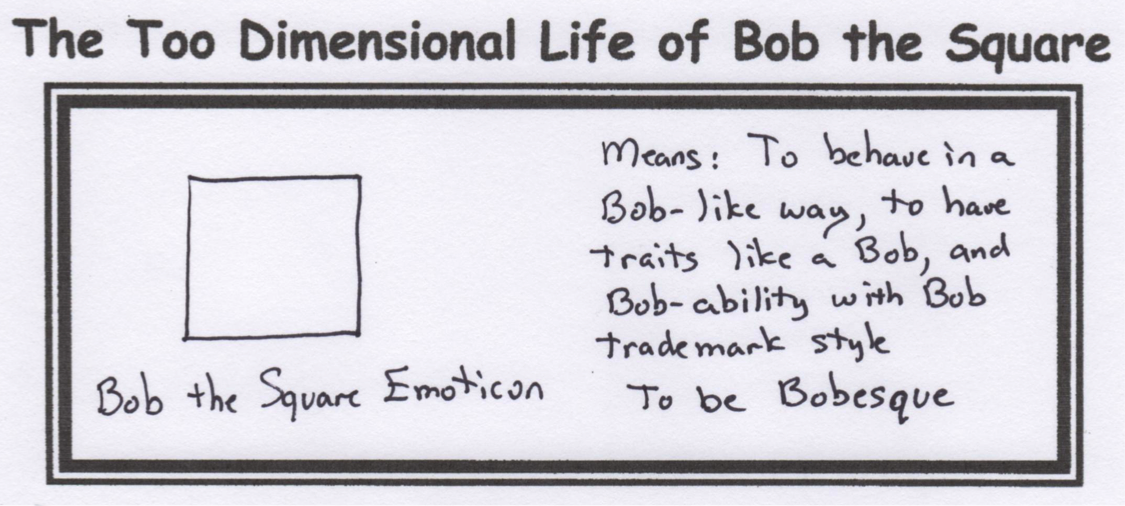 The Too Dimensional Life of Bob the Square
Means: To behave in a
Bob-like way, to have
traits like a Bob, and
Bob-ability with Bob
trademark style
To be Bobesque
Bob the Square Emoticon